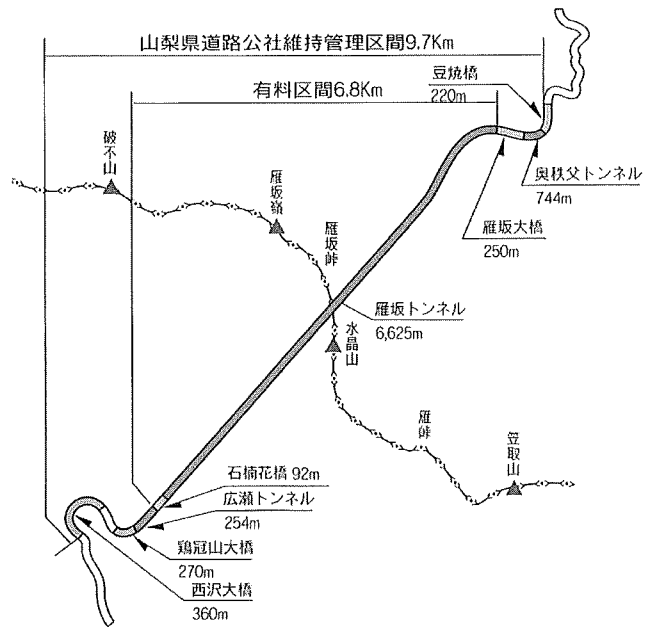 山梨県道路公社維持管理区間9.7Km
有料区間6.8Km
豆焼橋
220m
奥秩父トンネル
744m
雁坂大橋
250m
破不山
雁坂嶺
雁坂峠
雁坂トンネル
6,625m
水晶山
雁峠
笠取山
石楠花橋 92m
広瀬トンネル
254m
鶏冠山大橋
270m
西沢大橋
360m